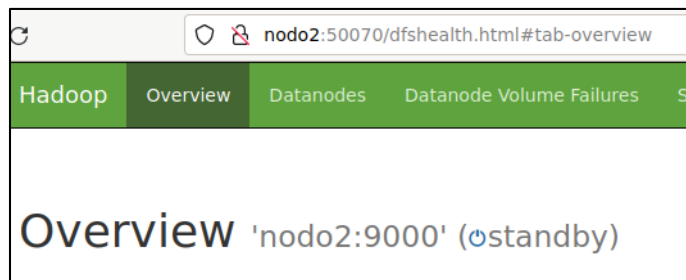 nodo2:50070/dfshealth.html#tab-overview
Hadoop Overview Datanodes Datanode Volume Failures
Overview 'nodo2:9000' (standby)